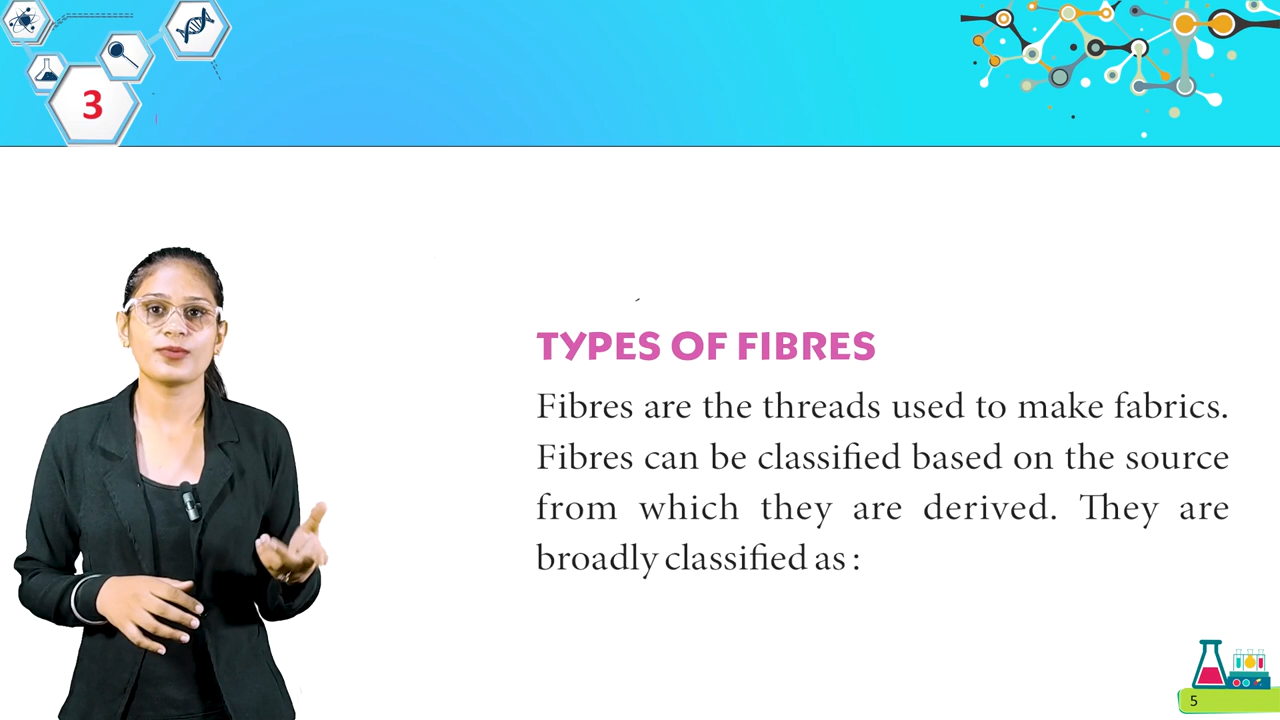 3
TYPES OF FIBRES
Fibres are the threads used to make fabrics.
Fibres can be classified based on the source
from which they are derived. They are
broadly classified as :
5